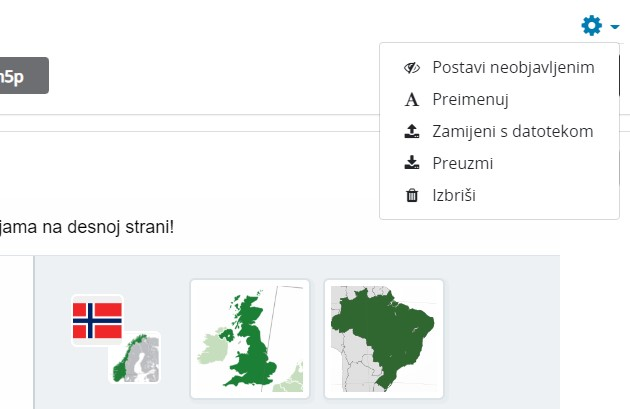 h5p
Postavi neobjavljenim
Preimenuj
Zamijeni s datotekom
Preuzmi
Izbriši
jama na desnoj strani!